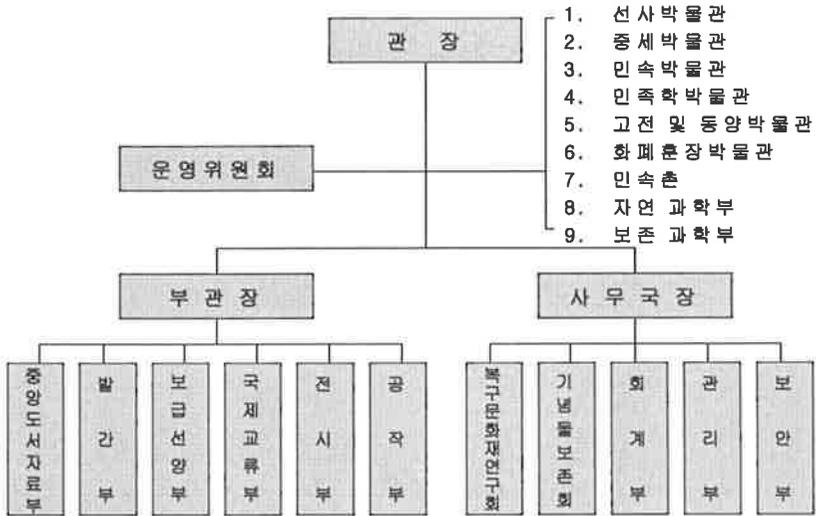 관 장
1. 선사박물관
2. 중세박물관
3. 민속박물관
4. 민족학박물관
5. 고전 및 동양박물관
6. 화폐훈장박물관
7. 민속촌
8. 자연 과학부
9. 보존 과학부
운영위원회
부 관 장
사 무 국 장
중앙도서자료부
발간부
보급선양부
국제교류부
전시부
공작부
복구문화재연구회
기념물보존회
회계부
관리부
보안부